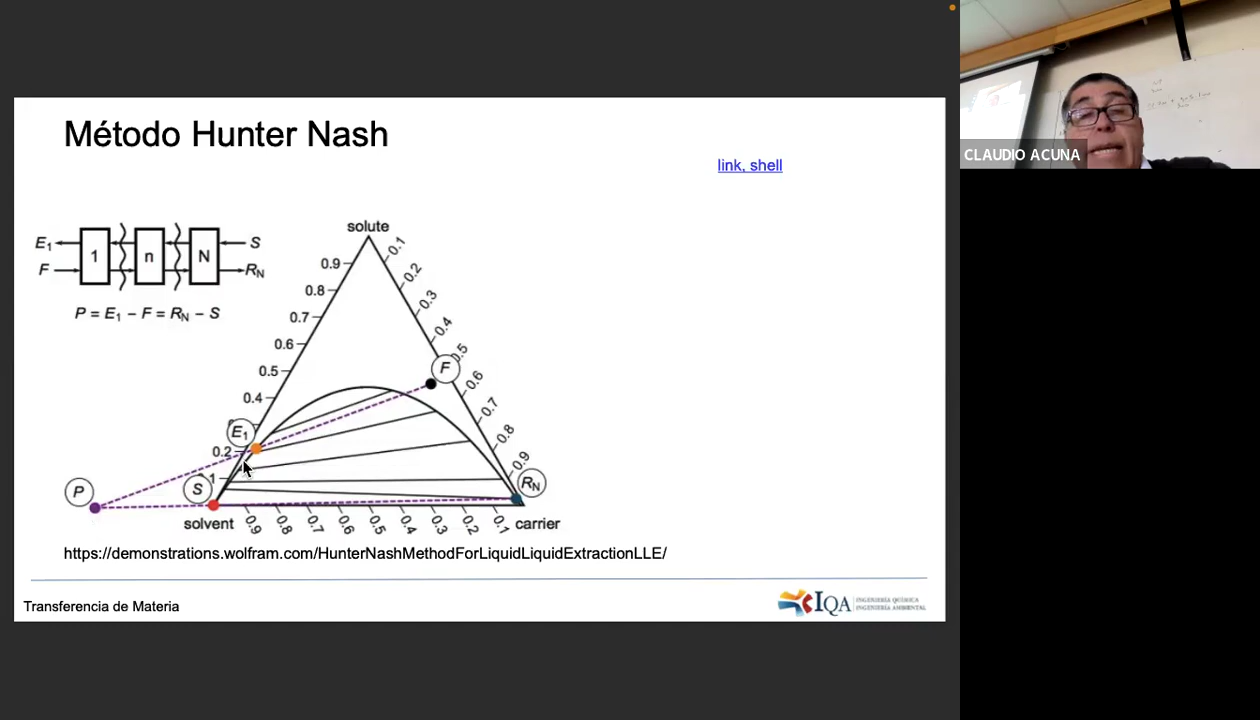 Método Hunter Nash
link, shell
E1
F
1
n
N
S
RN
P = E1 − F = RN − S
solute
0.9
0.8
0.7
0.6
0.5
0.4
0.2
0.1
0.2
0.3
0.4
0.5
0.6
0.7
0.8
0.9
F
E1
P
S
RN
solvent
carrier
0.9
0.8
0.7
0.6
0.5
0.4
0.3
0.2
0.1
https://demonstrations.wolfram.com/HunterNashMethodForLiquidLiquidExtractionLLE/
Transferencia de Materia
IQA
INGENIERÍA QUÍMICA
INGENIERÍA AMBIENTAL
CLAUDIO ACUNA